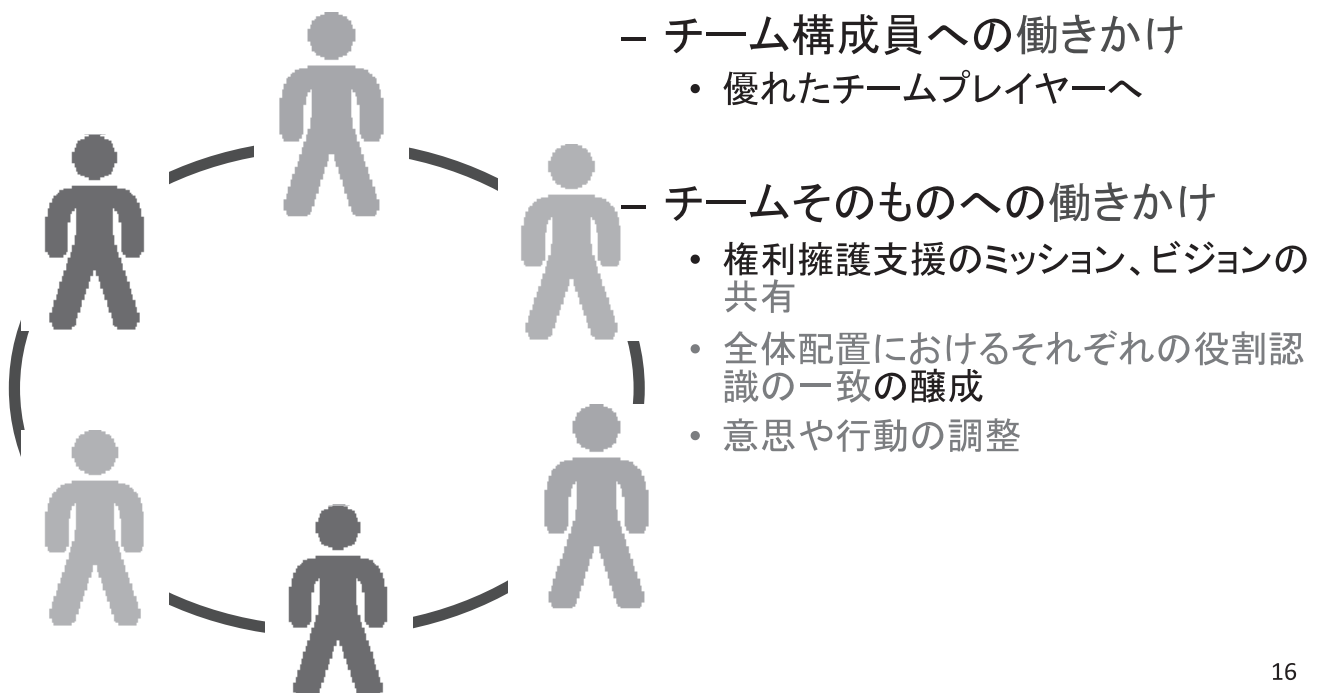 – チーム構成員への働きかけ
• 優れたチームプレイヤーへ
– チームそのものへの働きかけ
• 権利擁護支援のミッション、ビジョンの
共有
• 全体配置におけるそれぞれの役割認
識の一致の醸成
• 意思や行動の調整
16